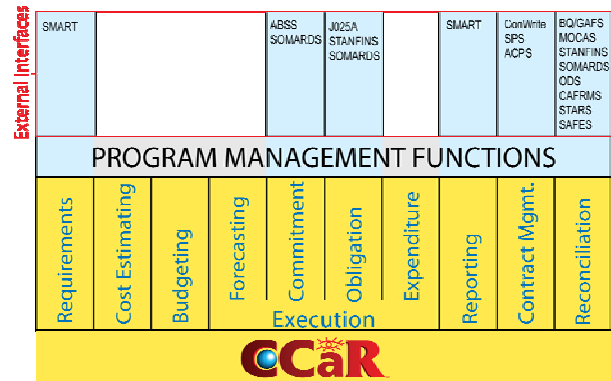 External Interfaces
SMART
ABSS
SOMARDS
J025A
STANFINS
SOMARDS
SMART
ConWrite
SPS
ACPS
BQ/GAFS
MOCAS
STANFINS
SOMARDS
ODS
CAFRMS
STARS
SAFES
PROGRAM MANAGEMENT FUNCTIONS
Requirements
Cost Estimating
Budgeting
Forecasting
Commitment
Obligation
Expenditure
Reporting
Contract Mgmt.
Reconciliation
Execution
CCaR